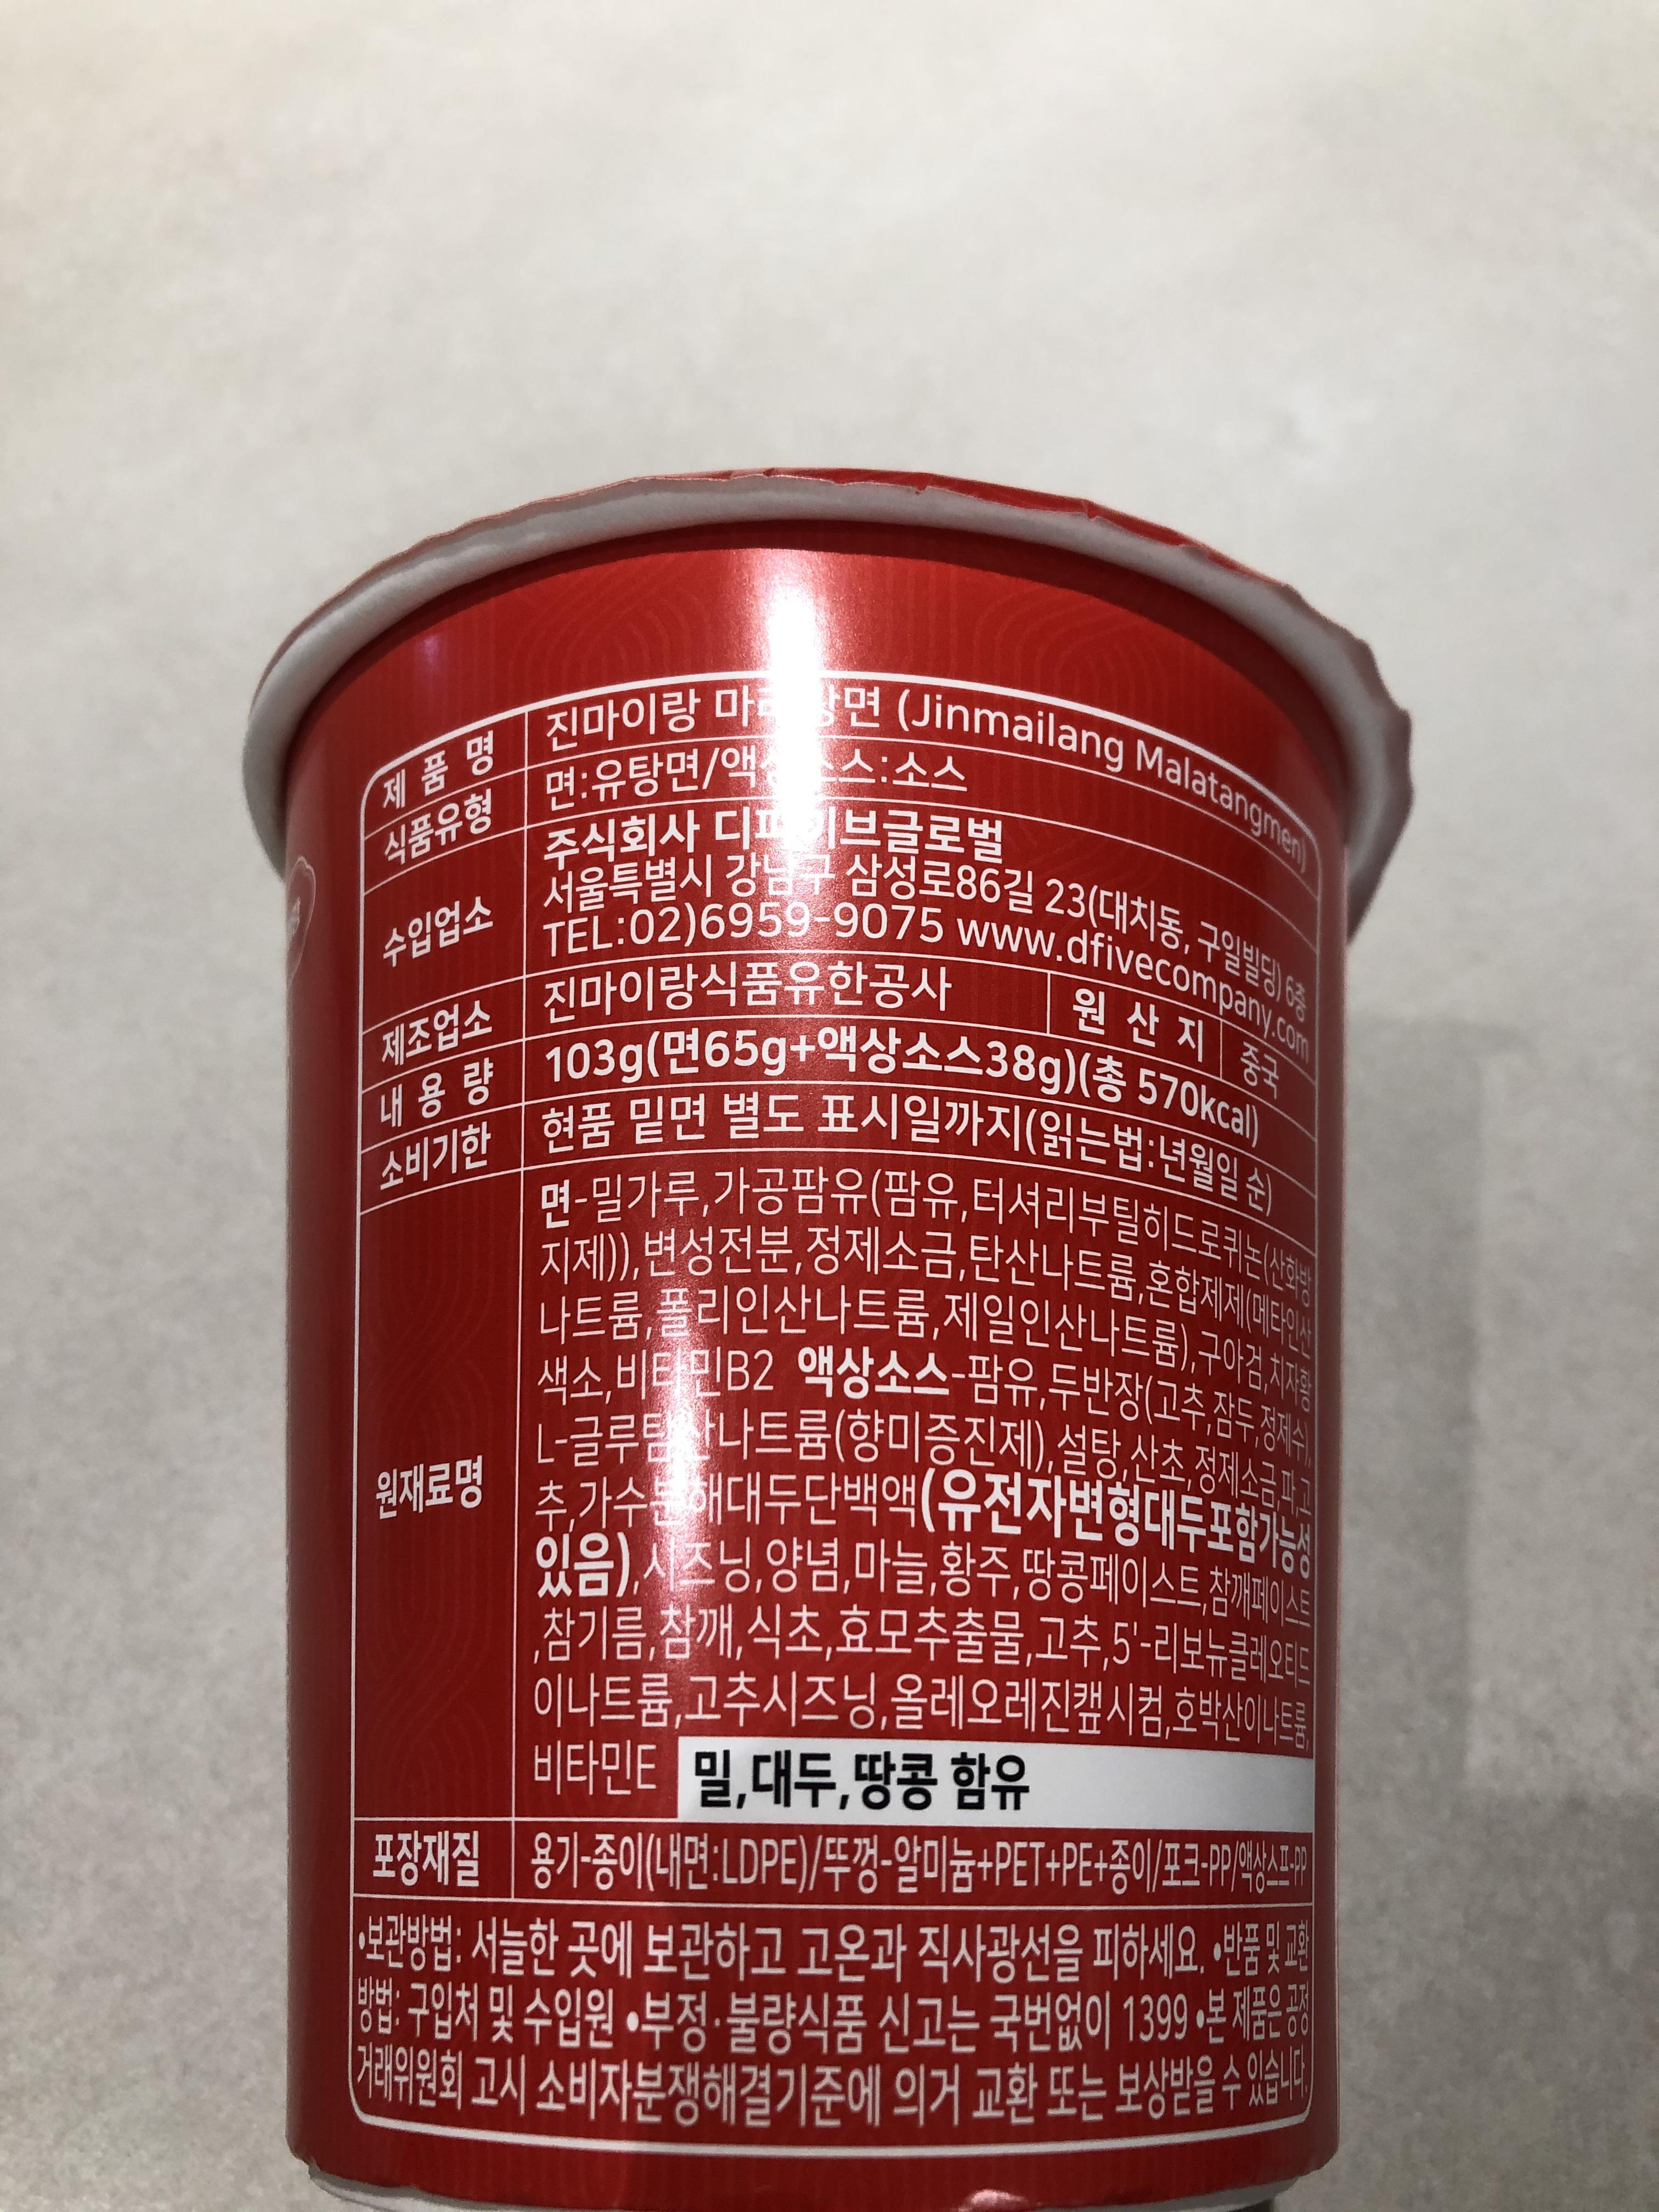 제 품 명 진마이랑 면 (Jinmailang Malatangmen)
식품유형 면:유탕면/ :소스
수입업소 주식회사
서울특별시 강남구 삼성로86길 23(대치동, 구일빌딩) 6층
TEL:02)6959-9075 www.dfivecompany.com
제조업소 진마이랑식품유한공사 원 산 지 중국
내 용 량 103g(면65g+액상소스38g)(총 570kcal)
소비기한 현품 밑면 별도 표시일까지(읽는법:년월일 순)
원재료명 면-밀가루,가공팜유(팜유,터셔리부틸히드로퀴논(산화방
지제)),변성전분,정제소금,탄산나트륨,혼합제제(메타인산
나트륨,폴리인산나트륨,제일인산나트륨),구아검,치자황
색소,비타민B2 액상소스-팜유,두반장(고추,잠두,정제수),
L-글루탐산나트륨(향미증진제),설탕,산초,정제소금,파,고
추,가수분해대두단백액(유전자변형대두포함가능성
있음),시즈닝,양념,마늘,황주,땅콩페이스트,참깨페이스트
,참기름,참깨,식초,효모추출물,고추,5'-리보뉴클레오티드
이나트륨,고추시즈닝,올레오레진캪시컴,호박산이나트륨,
비타민E 밀,대두,땅콩 함유
포장재질 용기-종이(내면:LDPE)/뚜껑-알미늄+PET+PE+종이/포크-PP/액상스프-PP
•보관방법: 서늘한 곳에 보관하고 고온과 직사광선을 피하세요. •반품 및 교환
방법: 구입처 및 수입원 •부정·불량식품 신고는 국번없이 1399 •본 제품은 공정
거래위원회 고시 소비자분쟁해결기준에 의거 교환 또는 보상받을 수 있습니다.